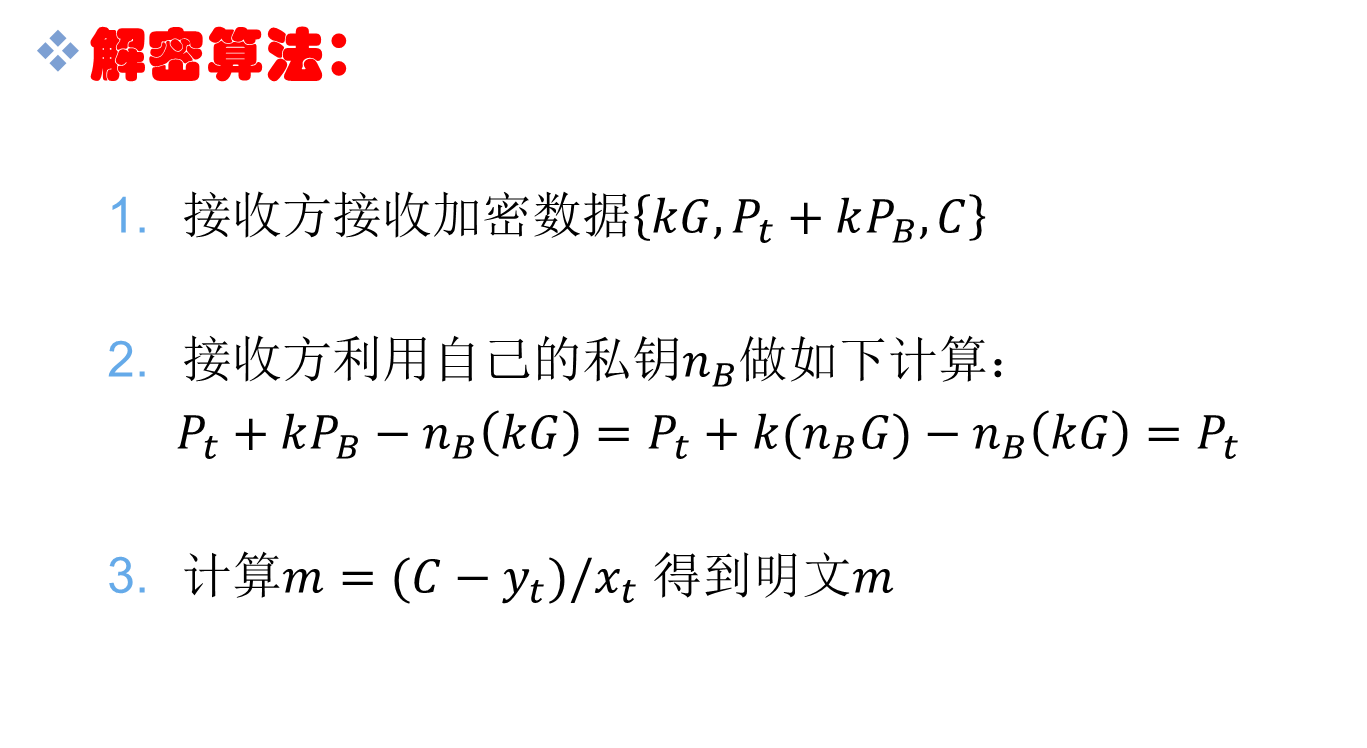 解密算法：
1. 接收方接收加密数据{kG, P_t + kP_B, C}
2. 接收方利用自己的私钥n_B做如下计算：
P_t + kP_B − n_B(kG) = P_t + k(n_BG) − n_B(kG) = P_t
3. 计算m = (C − y_t)/x_t 得到明文m